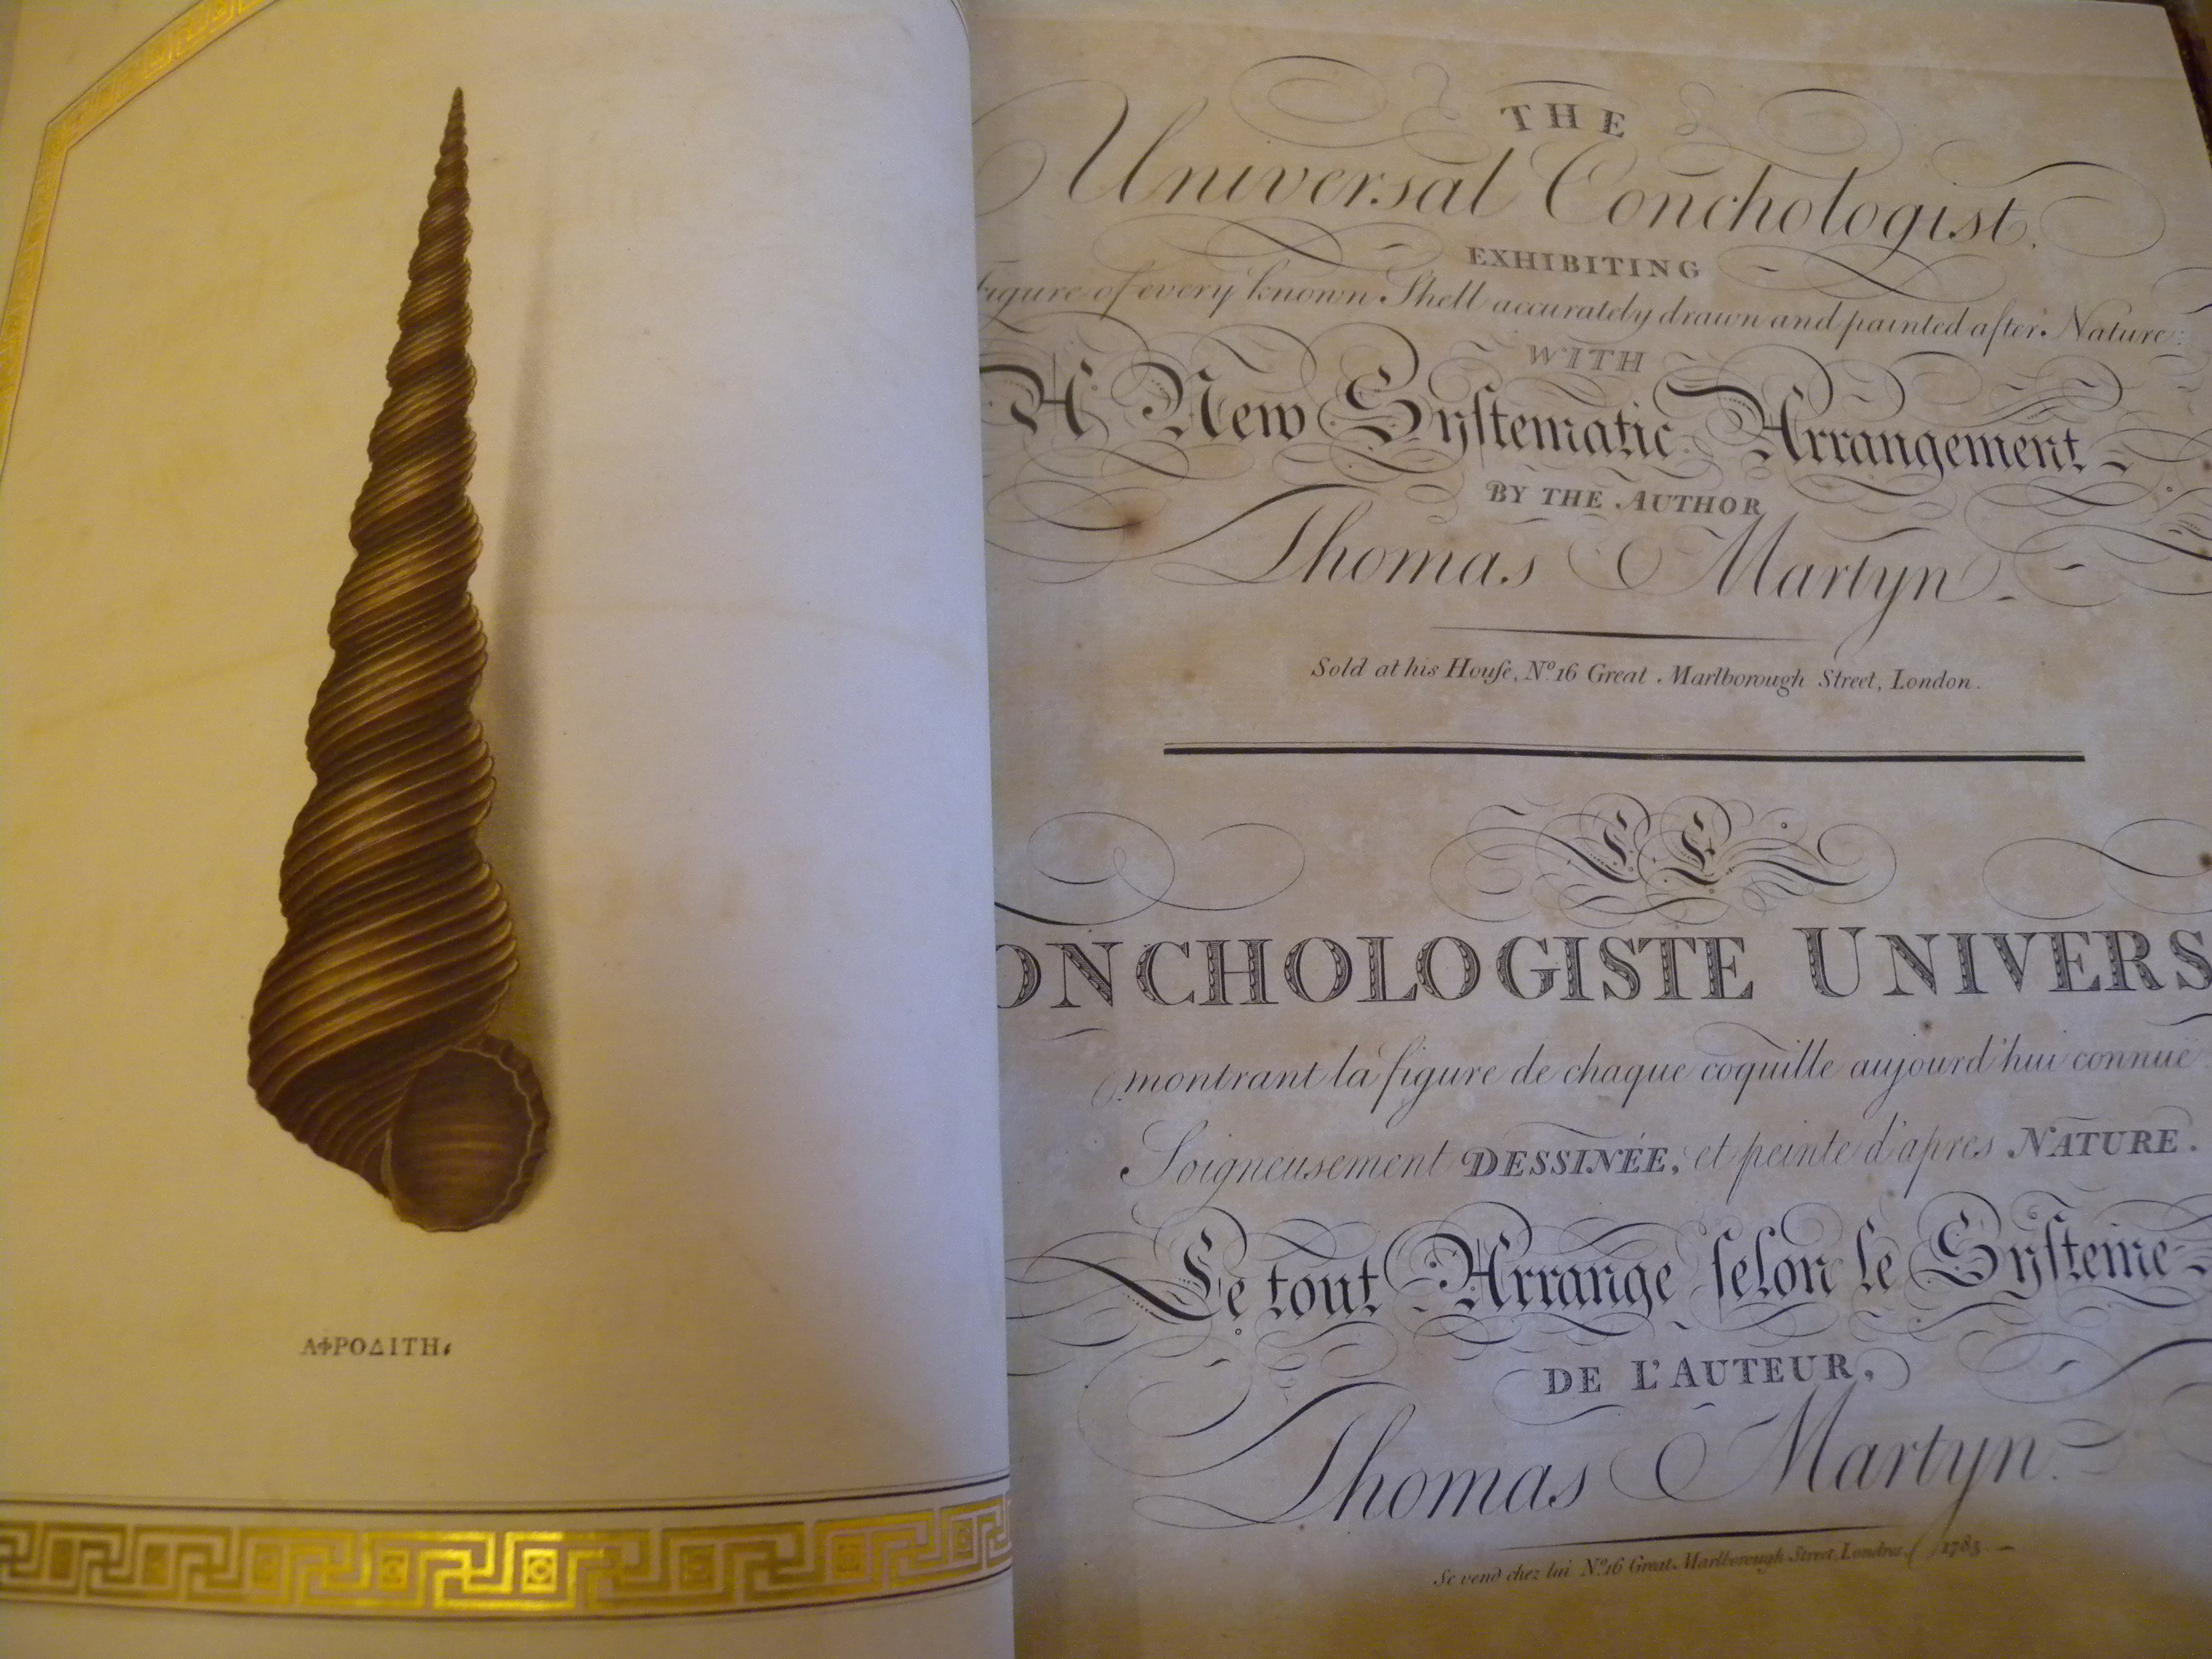 ΑΦΡΟΔΙΤΗς
THE
Universal Conchologist,
EXHIBITING
Figure of every known Shell accurately drawn and painted after Nature:
WITH
A New Syſtematic Arrangement
BY THE AUTHOR
Thomas Martyn
Sold at his Houſe, Nº. 16 Great Marlborough Street, London.
LE
ONCHOLOGISTE UNIVERS
montrant la figure de chaque coquille aujourd'hui connue
Soigneusement DESSINÉE, et peinte d'apres NATURE.
Le tout Arrangé ſelon le Syſteme
DE L'AUTEUR,
Thomas Martyn.
Se vend chez lui Nº. 16 Great Marlborough Street, Londres. 1785